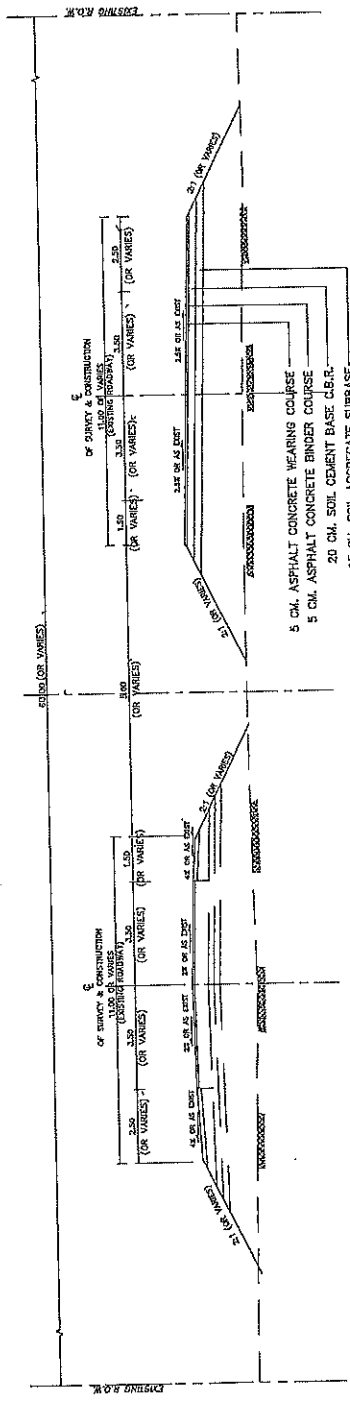 60.00 (OR VARIES)
EXISTING R.O.W.
EXISTING R.O.W.
℄
OF SURVEY & CONSTRUCTION
11.00 OR VARIES
(EXISTING ROADWAY)
2.50
(OR VARIES)
3.50
(OR VARIES)
3.50
(OR VARIES)
1.50
(OR VARIES)
(OR VARIES)
℄
OF SURVEY & CONSTRUCTION
11.00 OR VARIES
(EXISTING ROADWAY)
1.50
(OR VARIES)
3.50
(OR VARIES)
3.50
(OR VARIES)
2.50
(OR VARIES)
2:1 (OR VARIES)
4% OR AS EXIST
2% OR AS EXIST
2% OR AS EXIST
4% OR AS EXIST
2:1 (OR VARIES)
2:1 (OR VARIES)
2.5% OR AS EXIST
2.5% OR AS EXIST
2:1 (OR VARIES)
5 CM. ASPHALT CONCRETE WEARING COURSE
5 CM. ASPHALT CONCRETE BINDER COURSE
20 CM. SOIL CEMENT BASE C.B.R.
15 CM. SOIL AGGREGATE SUBBASE